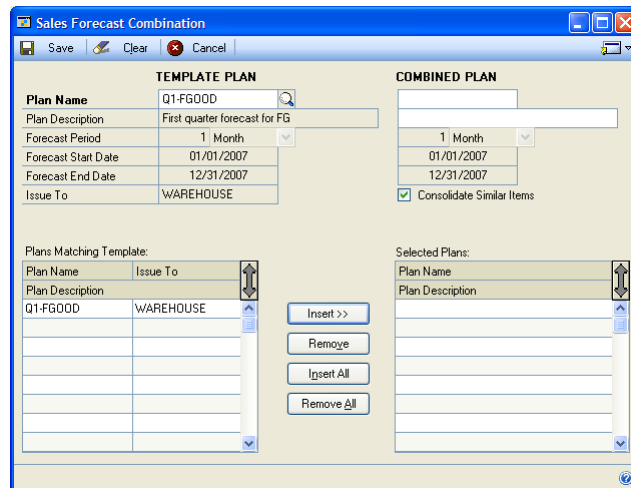 Sales Forecast Combination
Save Clear Cancel
TEMPLATE PLAN COMBINED PLAN
Plan Name Q1-FGOOD
Plan Description First quarter forecast for FG
Forecast Period 1 Month 1 Month
Forecast Start Date 01/01/2007 01/01/2007
Forecast End Date 12/31/2007 12/31/2007
Issue To WAREHOUSE Consolidate Similar Items
Plans Matching Template: Selected Plans:
Plan Name Issue To Plan Name
Plan Description Plan Description
Q1-FGOOD WAREHOUSE
Insert >>
Remove
Insert All
Remove All